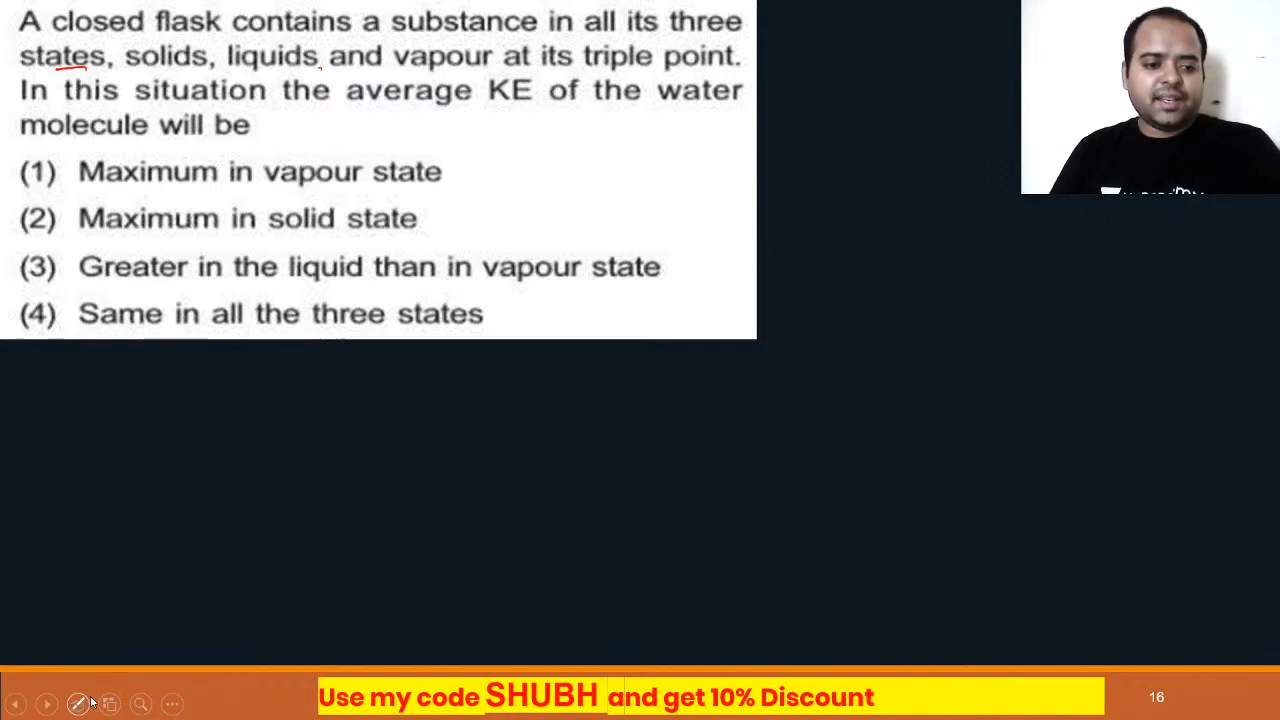 A closed flask contains a substance in all its three
states, solids, liquids, and vapour at its triple point.
In this situation the average KE of the water
molecule will be
(1) Maximum in vapour state
(2) Maximum in solid state
(3) Greater in the liquid than in vapour state
(4) Same in all the three states
Use my code SHUBH and get 10% Discount
16